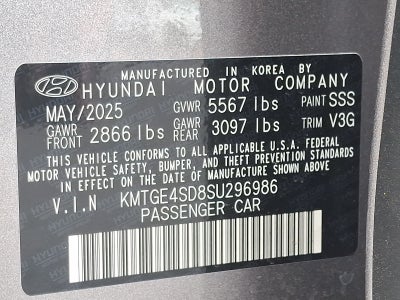 MANUFACTURED IN KOREA BY
HYUNDAI MOTOR COMPANY
MAY/2025 GVWR 5567 lbs PAINT SSS
GAWR FRONT 2866 lbs GAWR REAR 3097 lbs TRIM V3G
THIS VEHICLE CONFORMS TO ALL APPLICABLE U.S.A. FEDERAL
MOTOR VEHICLE SAFETY, BUMPER, AND THEFT PREVENTION STANDARDS
IN EFFECT ON THE DATE OF MANUFACTURE SHOWN ABOVE.
V.I.N KMTGE4SD8SU296986
PASSENGER CAR